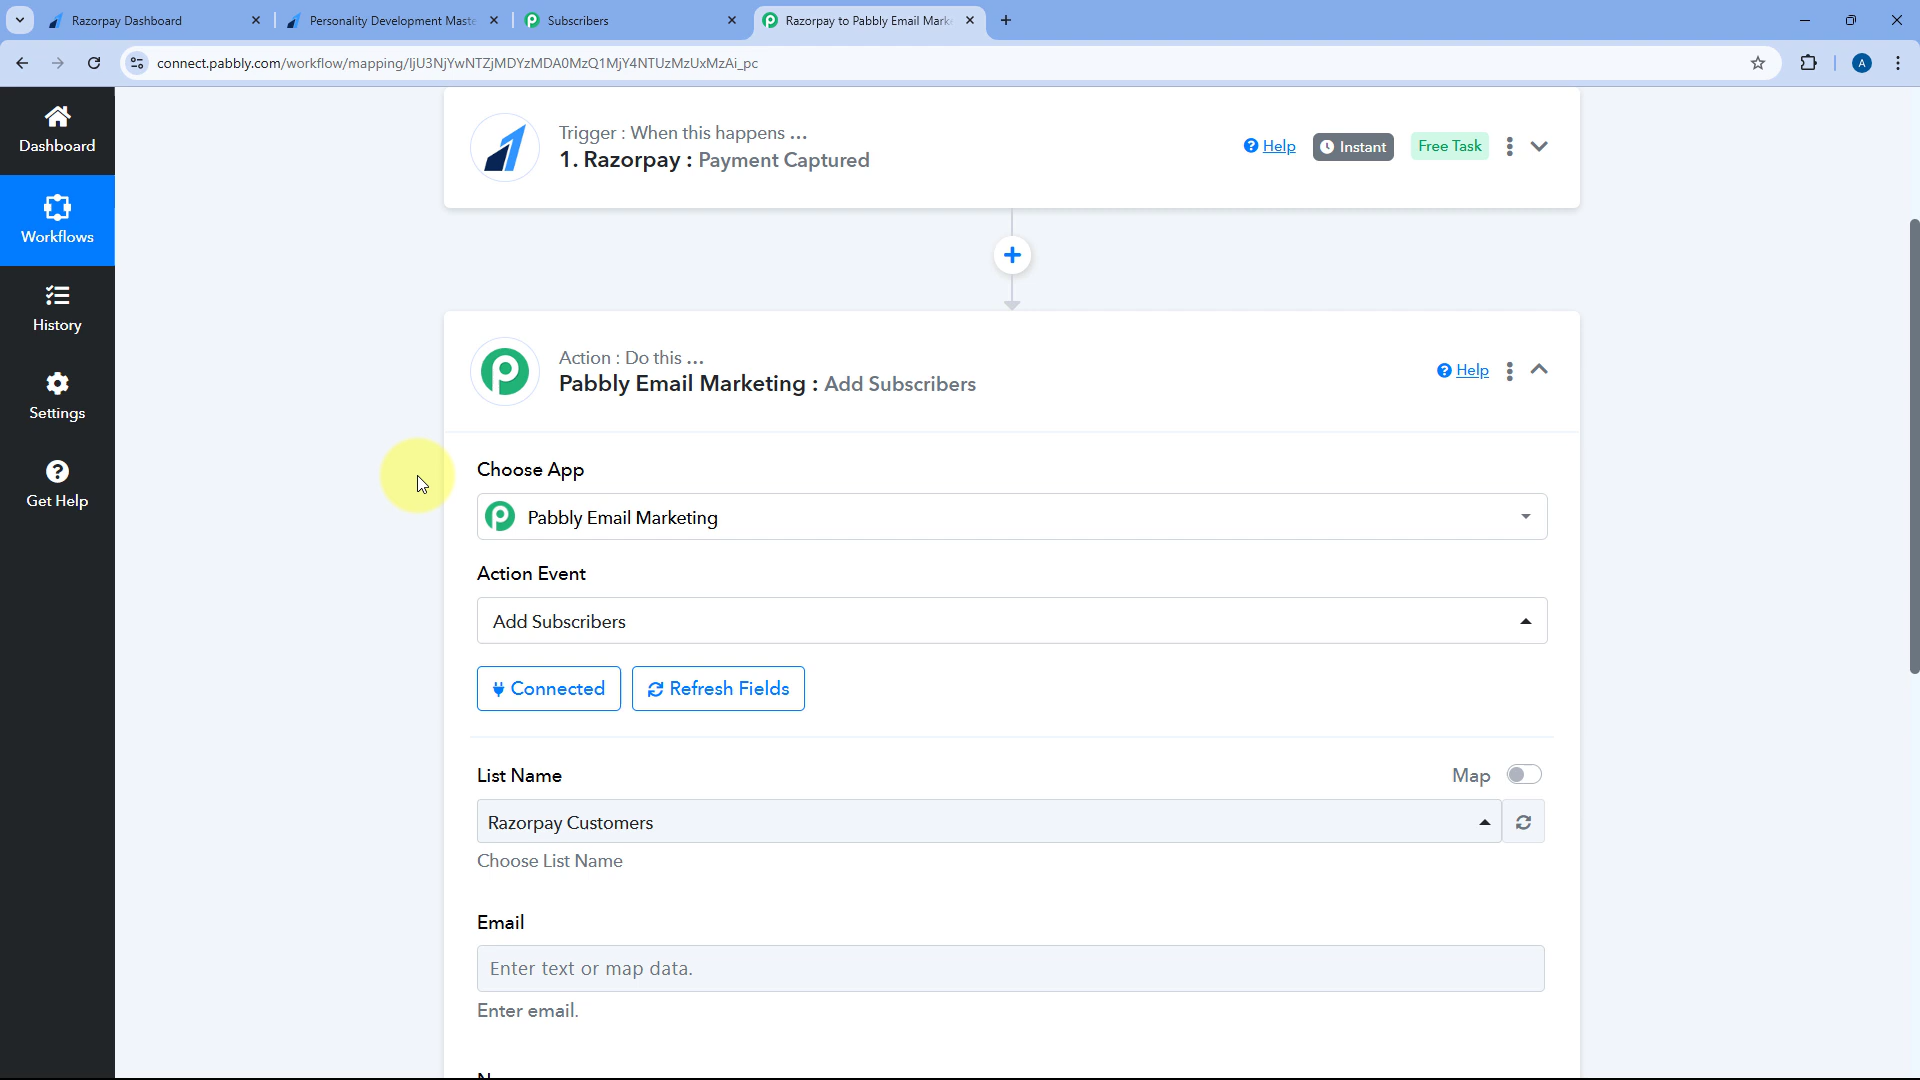 Razorpay Dashboard
Personality Development Maste
Subscribers
Razorpay to Pabbly Email Mark
connect.pabbly.com/workflow/mapping/IjU3NjYwNTZjMDYzMDA0MzQ1MjY4NTUzMzUxMzAi_pc
A
Dashboard
Workflows
History
Settings
Get Help
Trigger : When this happens ...
1. Razorpay : Payment Captured
Help
Instant
Free Task
Action : Do this ...
Pabbly Email Marketing : Add Subscribers
Help
Choose App
Pabbly Email Marketing
Action Event
Add Subscribers
Connected
Refresh Fields
List Name
Map
Razorpay Customers
Choose List Name
Email
Enter text or map data.
Enter email.